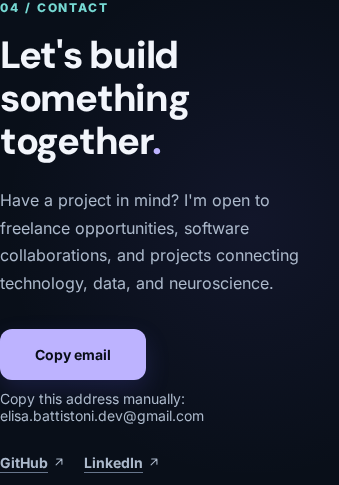 04 / CONTACT
Let's build
something
together.
Have a project in mind? I'm open to
freelance opportunities, software
collaborations, and projects connecting
technology, data, and neuroscience.
Copy email
Copy this address manually:
elisa.battistoni.dev@gmail.com
GitHub ↗ LinkedIn ↗